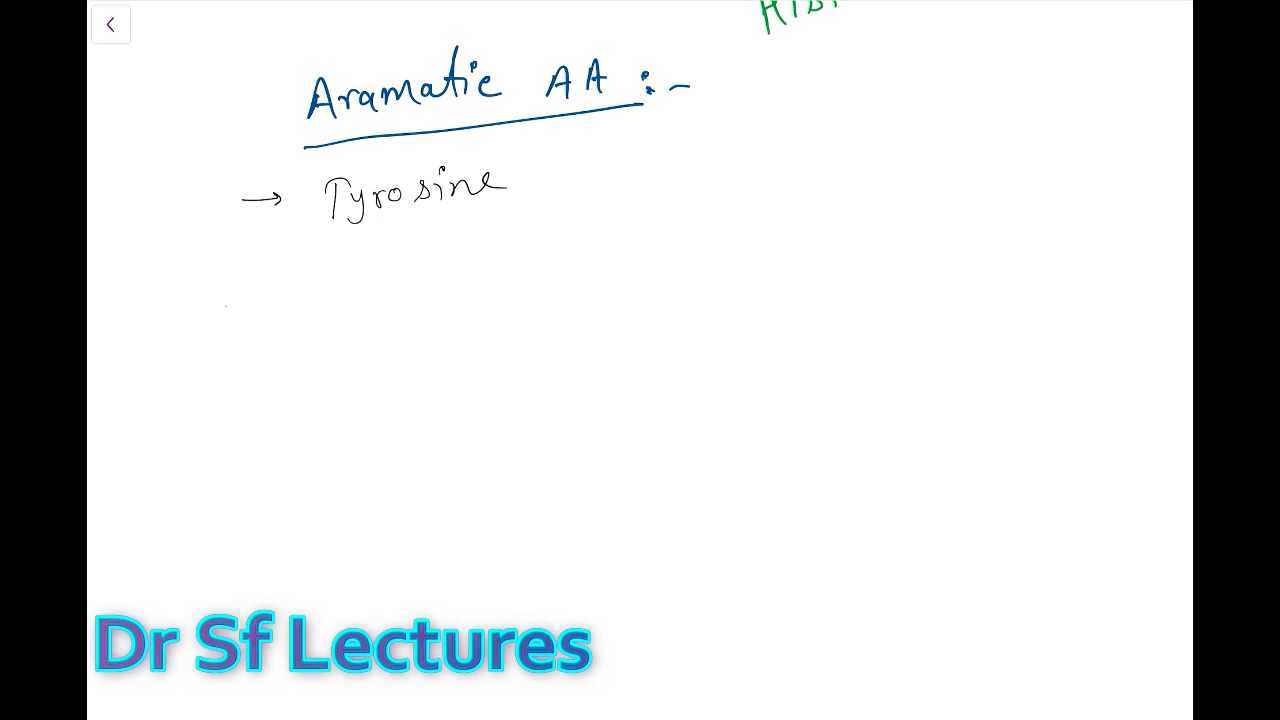 Aramatic AA :-
→ Tyrosine
Dr Sf Lectures